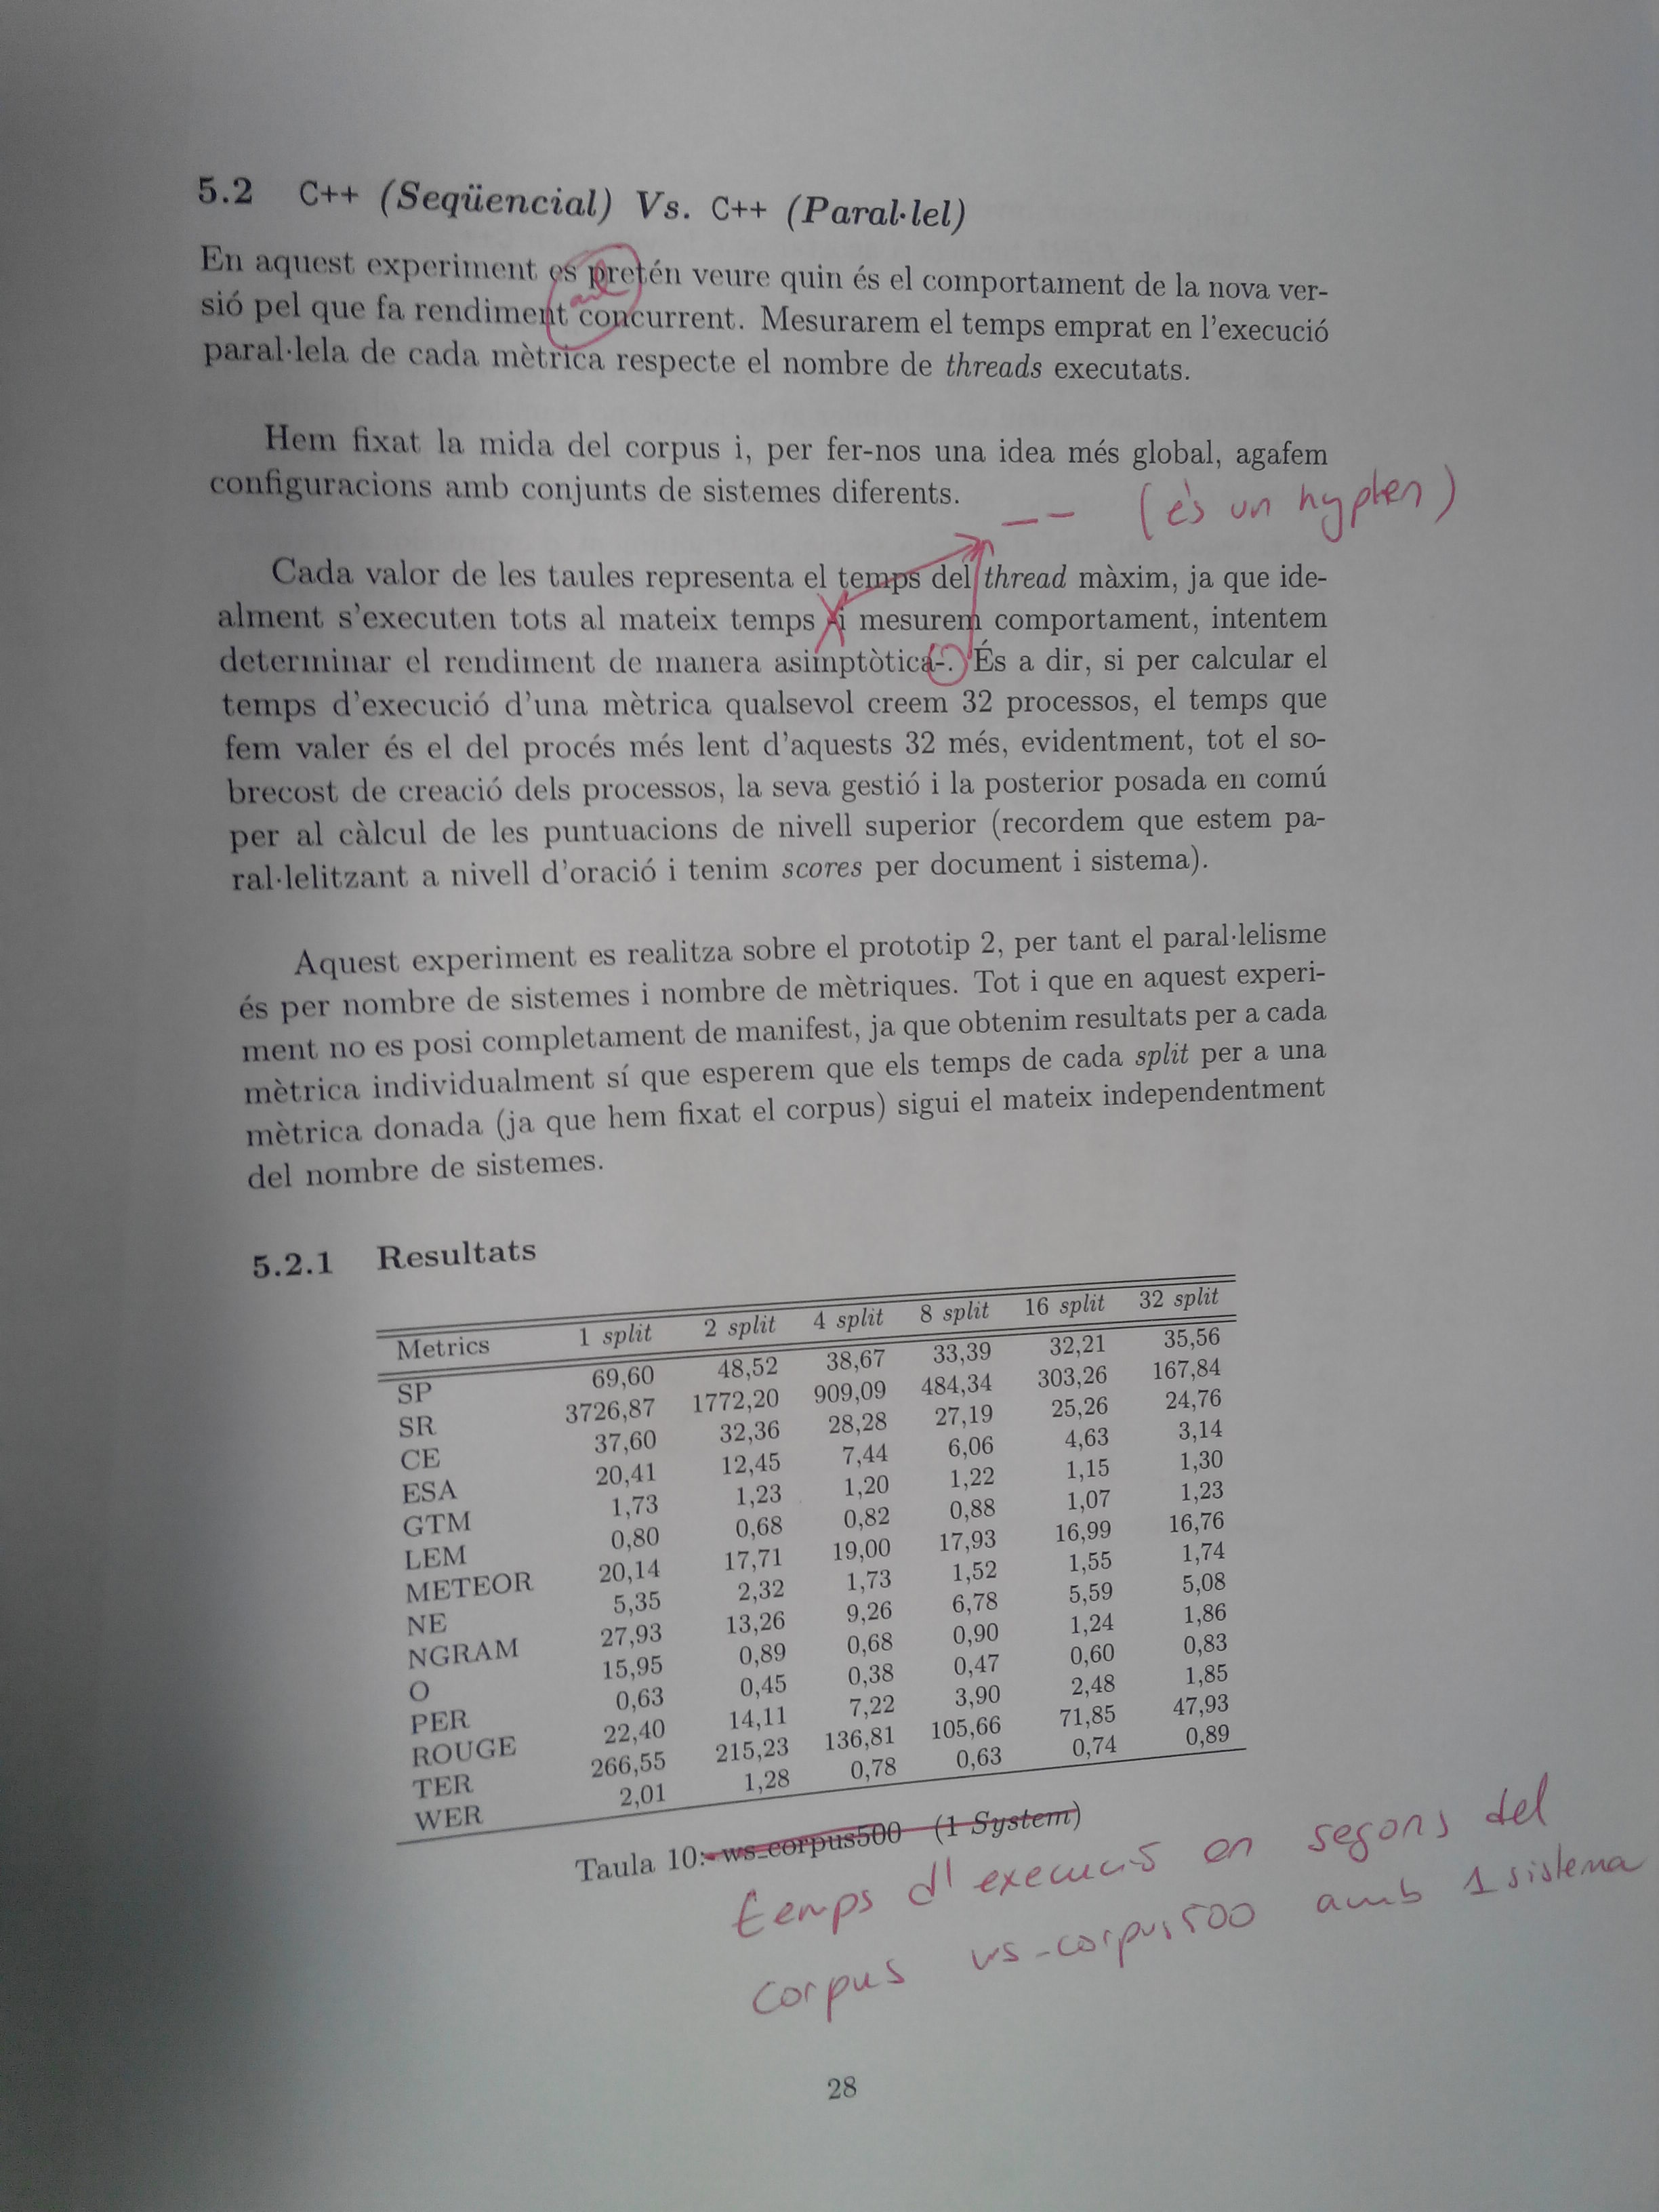 5.2 C++ (Seqüencial) Vs. C++ (Paral·lel)
En aquest experiment es pretén veure quin és el comportament de la nova ver-
sió pel que fa rendiment concurrent. Mesurarem el temps emprat en l'execució
paral·lela de cada mètrica respecte el nombre de threads executats.
Hem fixat la mida del corpus i, per fer-nos una idea més global, agafem
configuracions amb conjunts de sistemes diferents.
-- (és un hyphen)
Cada valor de les taules representa el temps del thread màxim, ja que ide-
alment s'executen tots al mateix temps -i mesurem comportament, intentem
determinar el rendiment de manera asimptòtica-. És a dir, si per calcular el
temps d'execució d'una mètrica qualsevol creem 32 processos, el temps que
fem valer és el del procés més lent d'aquests 32 més, evidentment, tot el so-
brecost de creació dels processos, la seva gestió i la posterior posada en comú
per al càlcul de les puntuacions de nivell superior (recordem que estem pa-
ral·lelitzant a nivell d'oració i tenim scores per document i sistema).
Aquest experiment es realitza sobre el prototip 2, per tant el paral·lelisme
és per nombre de sistemes i nombre de mètriques. Tot i que en aquest experi-
ment no es posi completament de manifest, ja que obtenim resultats per a cada
mètrica individualment sí que esperem que els temps de cada split per a una
mètrica donada (ja que hem fixat el corpus) sigui el mateix independentment
del nombre de sistemes.
5.2.1 Resultats
Metrics 1 split 2 split 4 split 8 split 16 split 32 split
SP 69,60 48,52 38,67 33,39 32,21 35,56
SR 3726,87 1772,20 909,09 484,34 303,26 167,84
CE 37,60 32,36 28,28 27,19 25,26 24,76
ESA 20,41 12,45 7,44 6,06 4,63 3,14
GTM 1,73 1,23 1,20 1,22 1,15 1,30
LEM 0,80 0,68 0,82 0,88 1,07 1,23
METEOR 20,14 17,71 19,00 17,93 16,99 16,76
NE 5,35 2,32 1,73 1,52 1,55 1,74
NGRAM 27,93 13,26 9,26 6,78 5,59 5,08
O 15,95 0,89 0,68 0,90 1,24 1,86
PER 0,63 0,45 0,38 0,47 0,60 0,83
ROUGE 22,40 14,11 7,22 3,90 2,48 1,85
TER 266,55 215,23 136,81 105,66 71,85 47,93
WER 2,01 1,28 0,78 0,63 0,74 0,89
Taula 10: ws_corpus500 (1 System)
temps d'execució en segons del
corpus ws_corpus500 amb 1 sistema
28